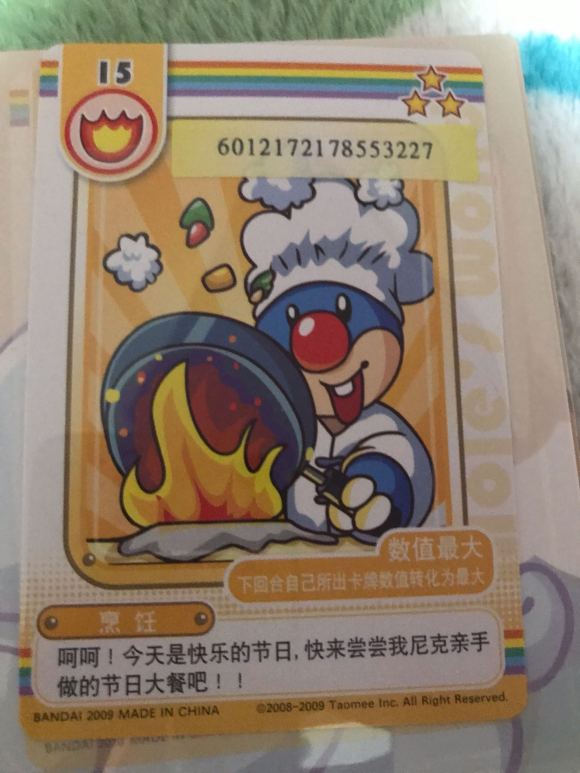 15
6012172178553227
数值最大
下回合自己所出卡牌数值转化为最大
烹饪
呵呵！今天是快乐的节日,快来尝尝我尼克亲手
做的节日大餐吧！！
BANDAI 2009 MADE IN CHINA ©2008-2009 Taomee Inc. All Right Reserved.